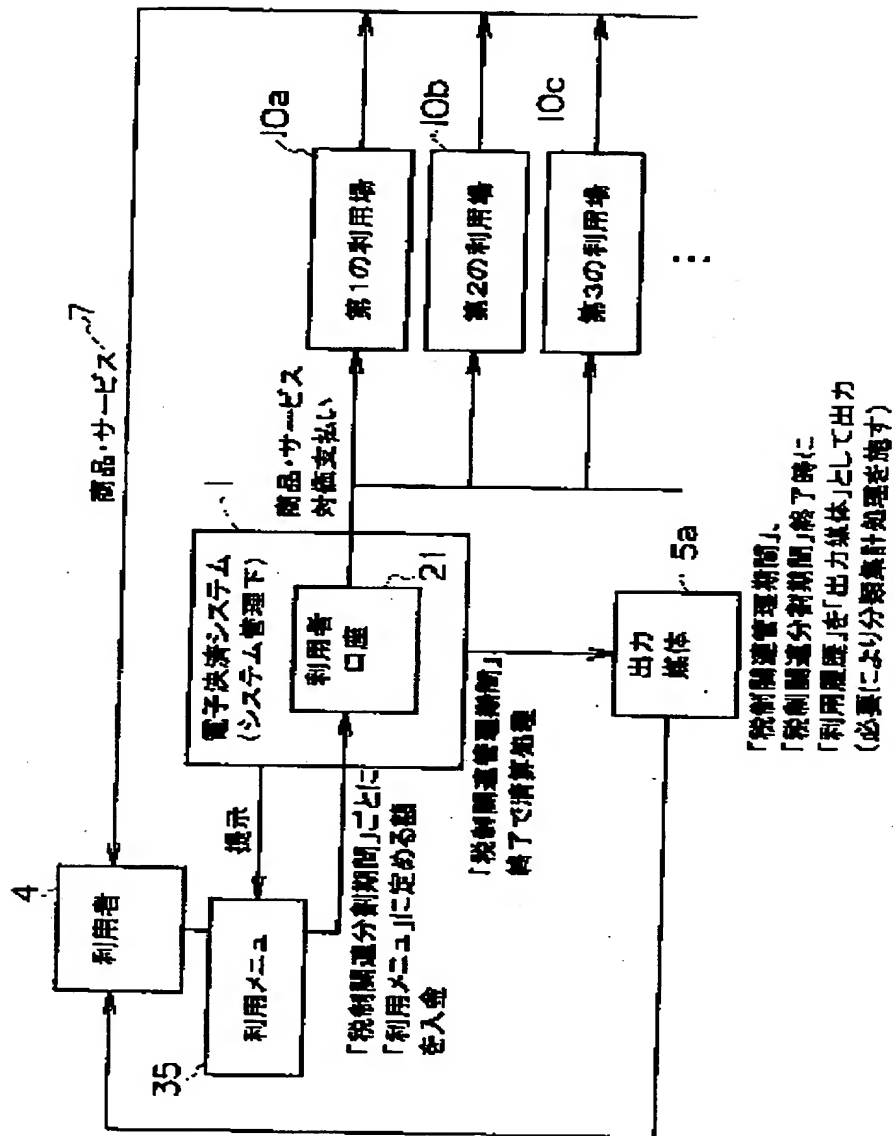 4
利用者
商品・サービス
7
35
利用メニュ
提示
「税制関連分割期間」ごとに
「利用メニュ」に定める額
を入金
1
電子決済システム
(システム管理下)
利用者
口座
21
商品・サービス
対価支払い
10a
第1の利用場
10b
第2の利用場
10c
第3の利用場
…
「税制関連管理期間」
終了で清算処理
出力
媒体
5a
「税制関連管理期間」、
「税制関連分割期間」終了時に
「利用履歴」を「出力媒体」として出力
(必要により分類集計処理を施す)